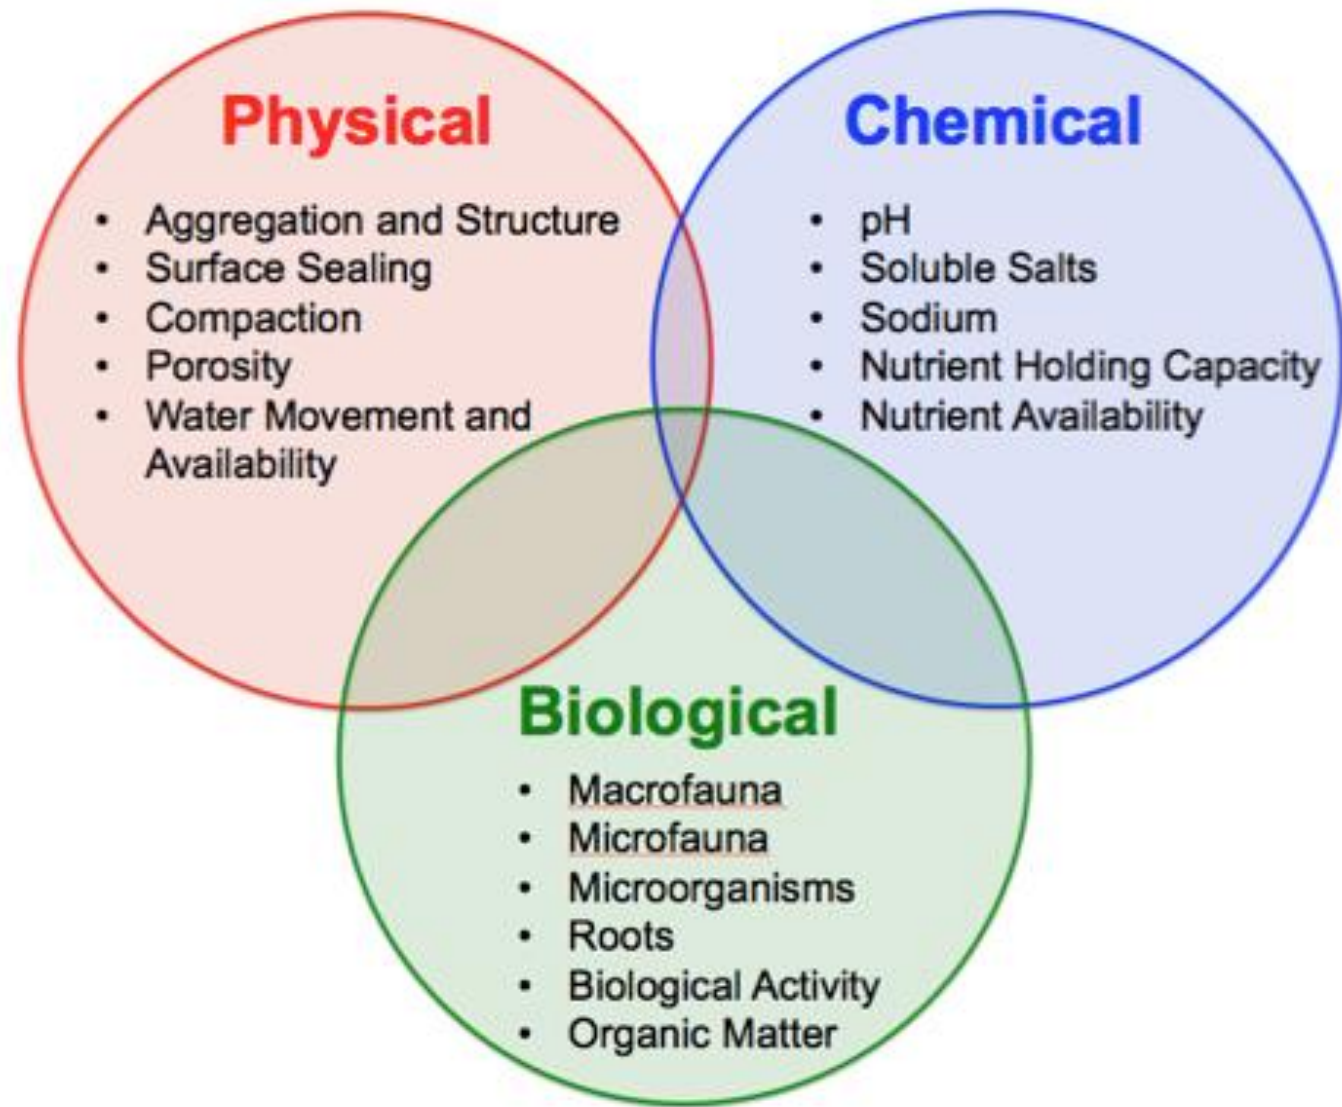 Physical
• Aggregation and Structure
• Surface Sealing
• Compaction
• Porosity
• Water Movement and
Availability
Chemical
• pH
• Soluble Salts
• Sodium
• Nutrient Holding Capacity
• Nutrient Availability
Biological
• Macrofauna
• Microfauna
• Microorganisms
• Roots
• Biological Activity
• Organic Matter